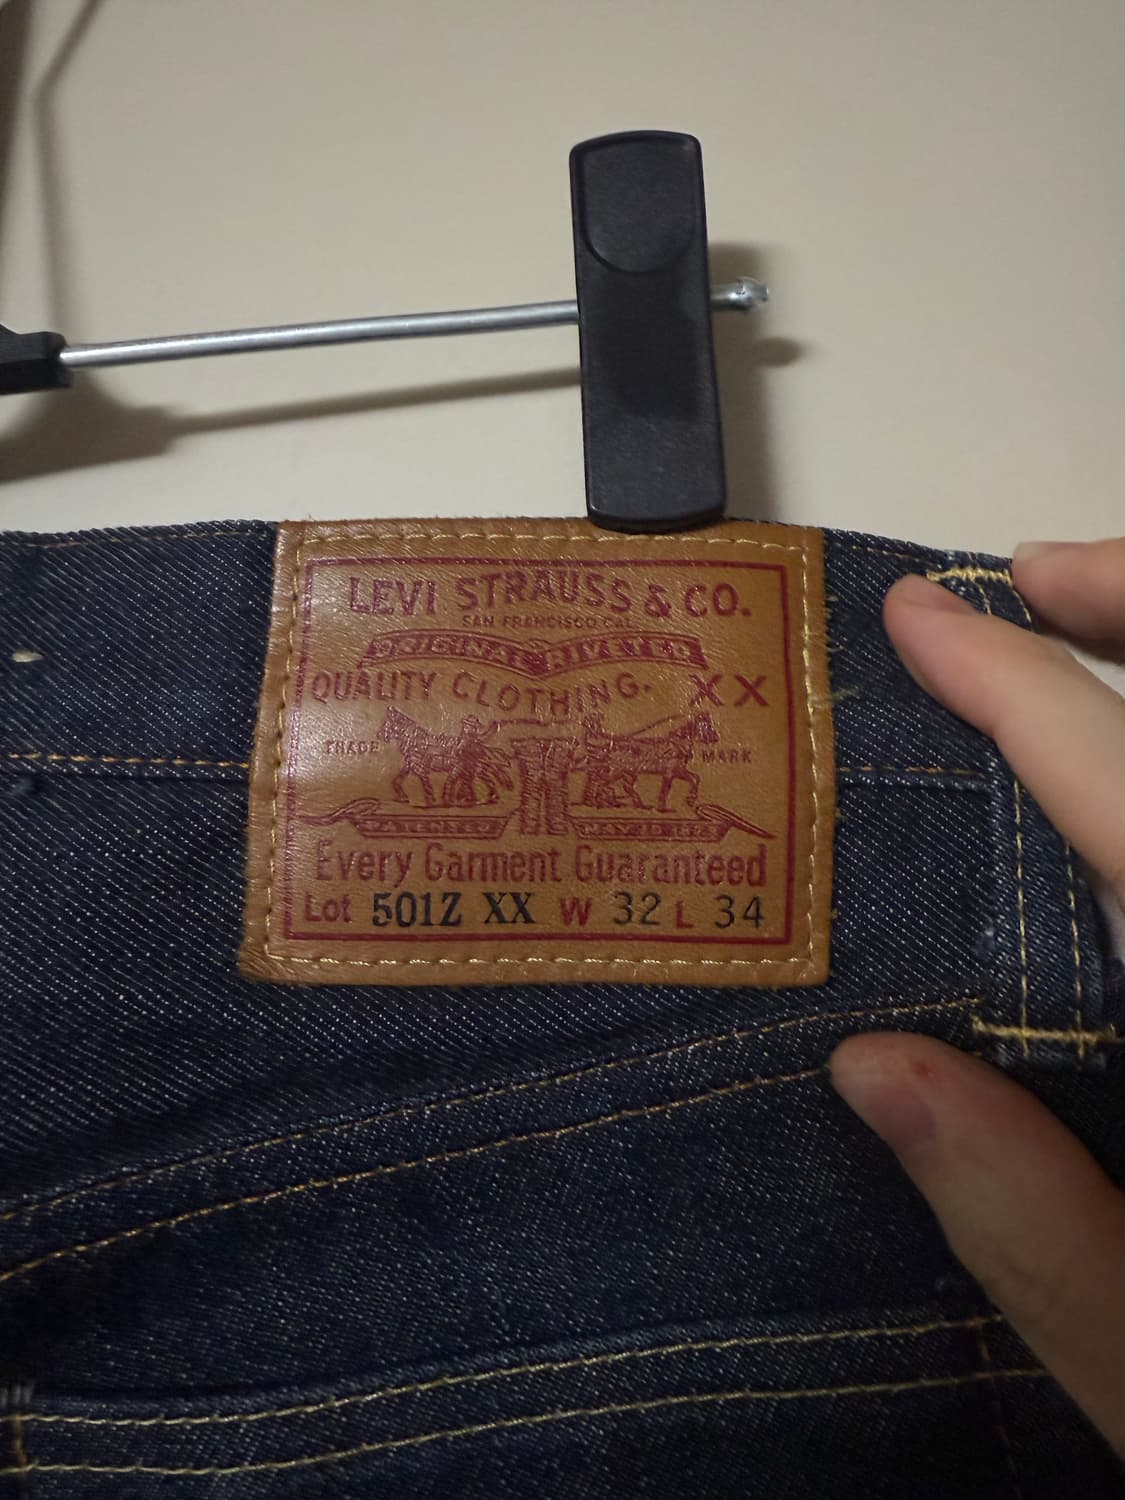 LEVI STRAUSS & CO.
SAN FRANCISCO CAL.
ORIGINAL RIVETED
QUALITY CLOTHING. XX
TRADE MARK
PATENTED MAY 20 1873
Every Garment Guaranteed
Lot 501Z XX W 32 L 34